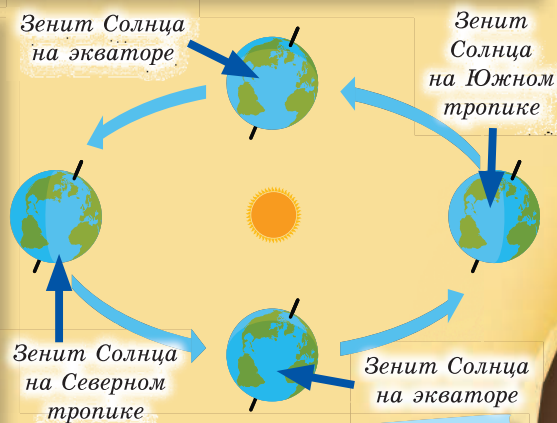 Зенит Солнца
на экваторе
Зенит
Солнца
на Южном
тропике
Зенит Солнца
на Северном
тропике
Зенит Солнца
на экваторе